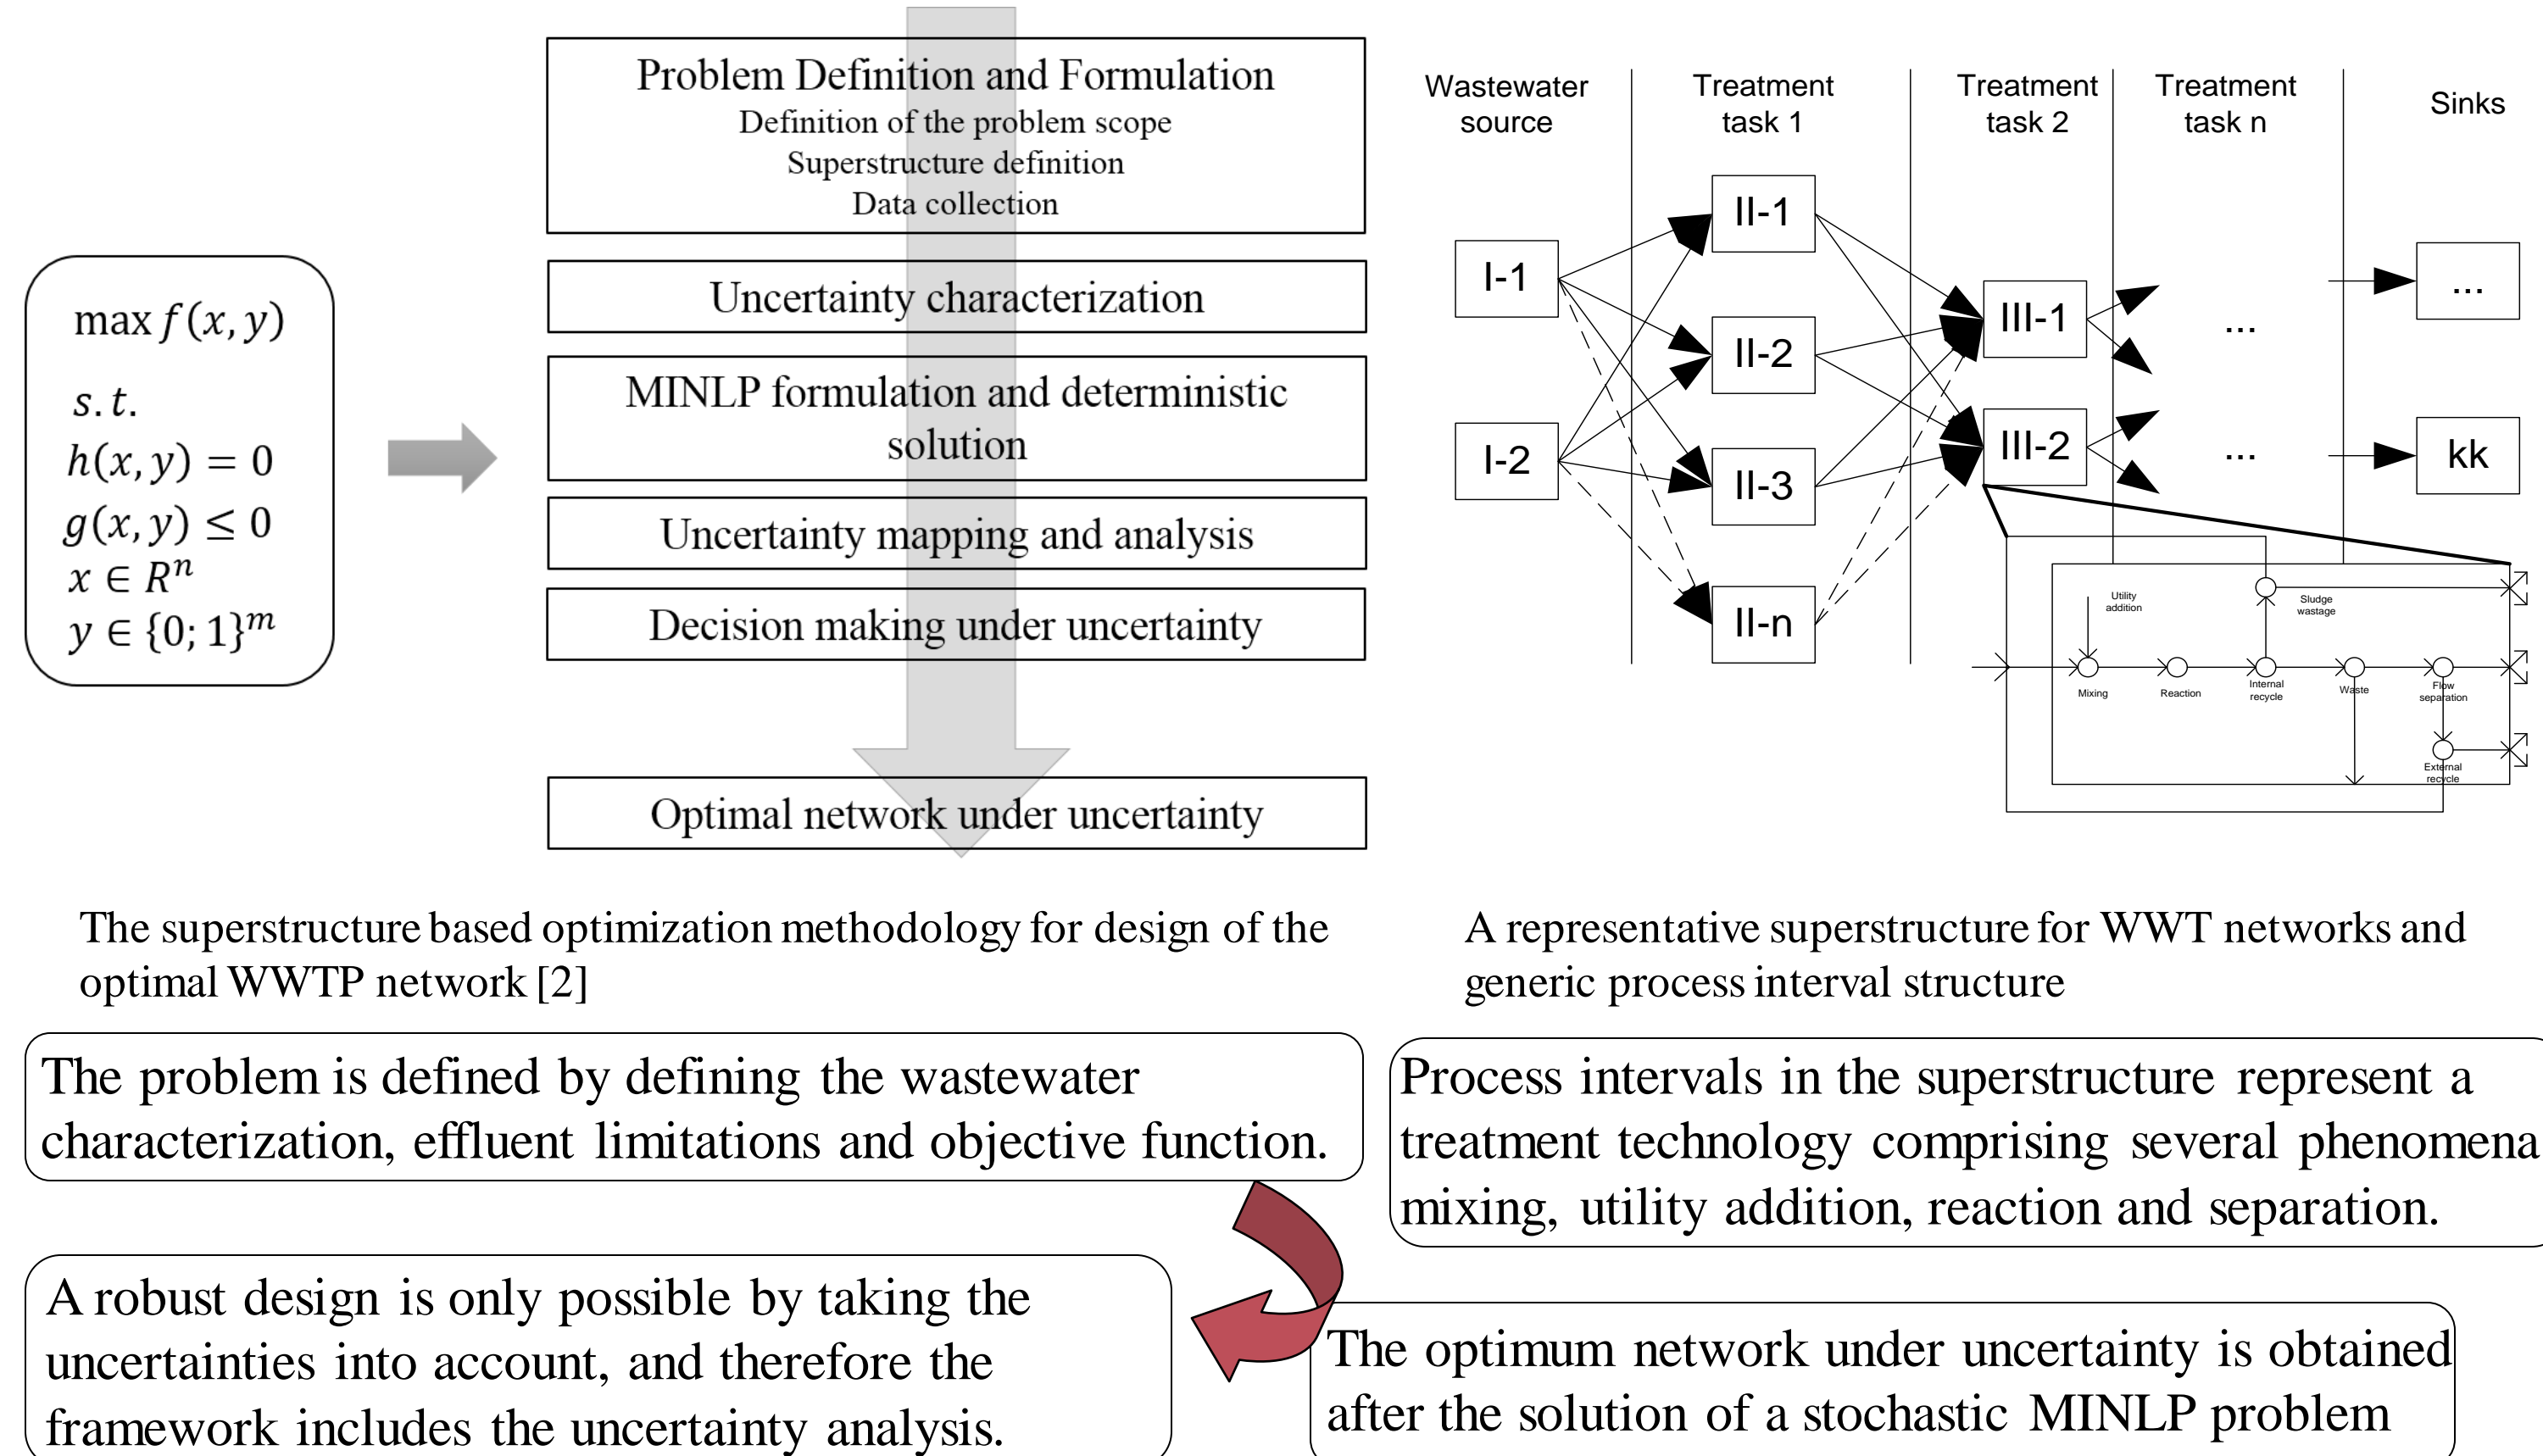 max f(x, y)
s. t.
h(x, y) = 0
g(x, y) ≤ 0
x ∈ Rⁿ
y ∈ {0; 1}ᵐ
Problem Definition and Formulation
Definition of the problem scope
Superstructure definition
Data collection
Uncertainty characterization
MINLP formulation and deterministic
solution
Uncertainty mapping and analysis
Decision making under uncertainty
Optimal network under uncertainty
Wastewater
source
Treatment
task 1
Treatment
task 2
Treatment
task n
Sinks
I-1
I-2
II-1
II-2
II-3
II-n
III-1
III-2
...
...
...
kk
Utility
addition
Sludge
wastage
Mixing
Reaction
Internal
recycle
Waste
Flow
separation
External
recycle
The superstructure based optimization methodology for design of the
optimal WWTP network [2]
A representative superstructure for WWT networks and
generic process interval structure
The problem is defined by defining the wastewater
characterization, effluent limitations and objective function.
Process intervals in the superstructure represent a
treatment technology comprising several phenomena
mixing, utility addition, reaction and separation.
A robust design is only possible by taking the
uncertainties into account, and therefore the
framework includes the uncertainty analysis.
The optimum network under uncertainty is obtained
after the solution of a stochastic MINLP problem